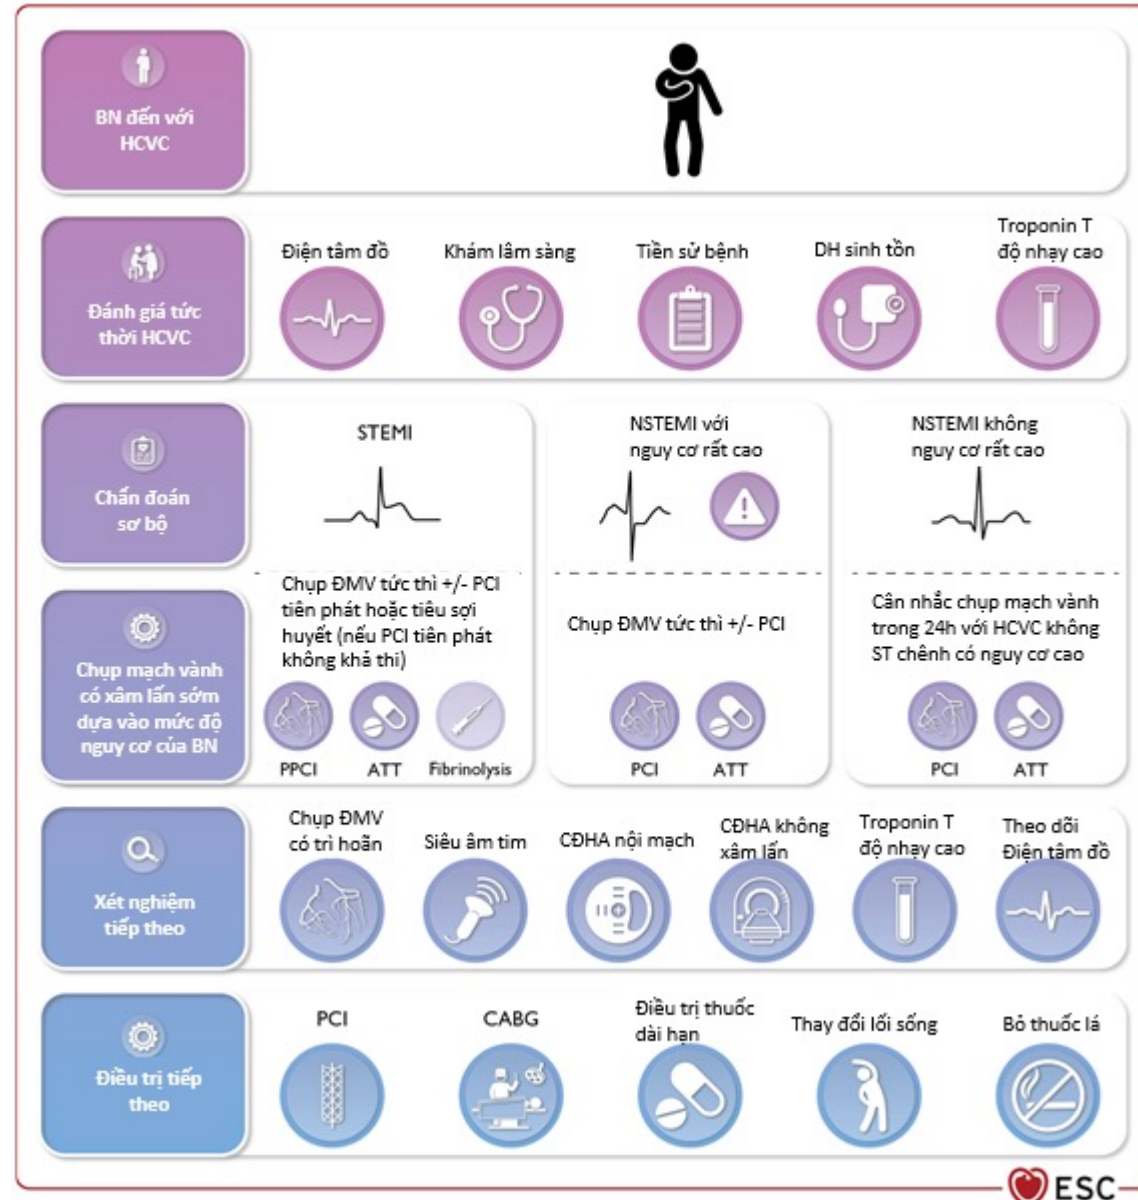 BN đến với
HCVC
Đánh giá tức
thời HCVC
Điện tâm đồ
Khám lâm sàng
Tiền sử bệnh
DH sinh tồn
Troponin T
độ nhạy cao
Chẩn đoán
sơ bộ
STEMI
NSTEMI với
nguy cơ rất cao
NSTEMI không
nguy cơ rất cao
Chụp mạch vành
có xâm lấn sớm
dựa vào mức độ
nguy cơ của BN
Chụp ĐMV tức thì +/- PCI
tiên phát hoặc tiêu sợi
huyết (nếu PCI tiên phát
không khả thi)
PPCI
ATT
Fibrinolysis
Chụp ĐMV tức thì +/- PCI
PCI
ATT
Cân nhắc chụp mạch vành
trong 24h với HCVC không
ST chênh có nguy cơ cao
PCI
ATT
Xét nghiệm
tiếp theo
Chụp ĐMV
có trì hoãn
Siêu âm tim
CĐHA nội mạch
CĐHA không
xâm lấn
Troponin T
độ nhạy cao
Theo dõi
Điện tâm đồ
Điều trị tiếp
theo
PCI
CABG
Điều trị thuốc
dài hạn
Thay đổi lối sống
Bỏ thuốc lá
ESC